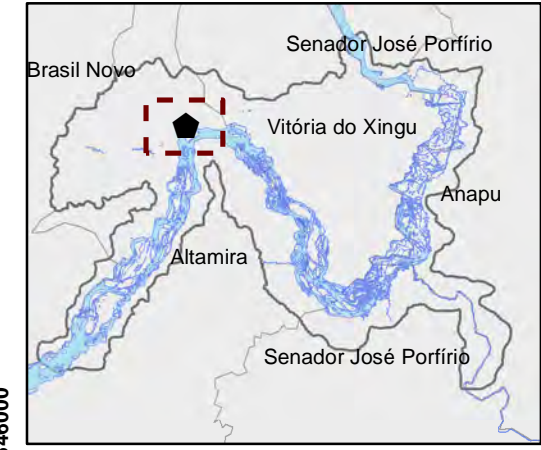 Senador José Porfírio
Brasil Novo
Vitória do Xingu
Anapu
Altamira
Senador José Porfírio